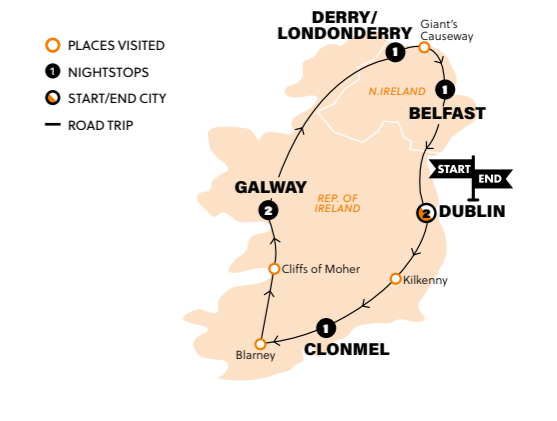 PLACES VISITED
1 NIGHTSTOPS
START/END CITY
ROAD TRIP
DERRY/
LONDONDERRY
1
Giant's
Causeway
N.IRELAND
1
BELFAST
START
END
GALWAY
2
REP. OF
IRELAND
2 DUBLIN
Cliffs of Moher
Kilkenny
1
CLONMEL
Blarney